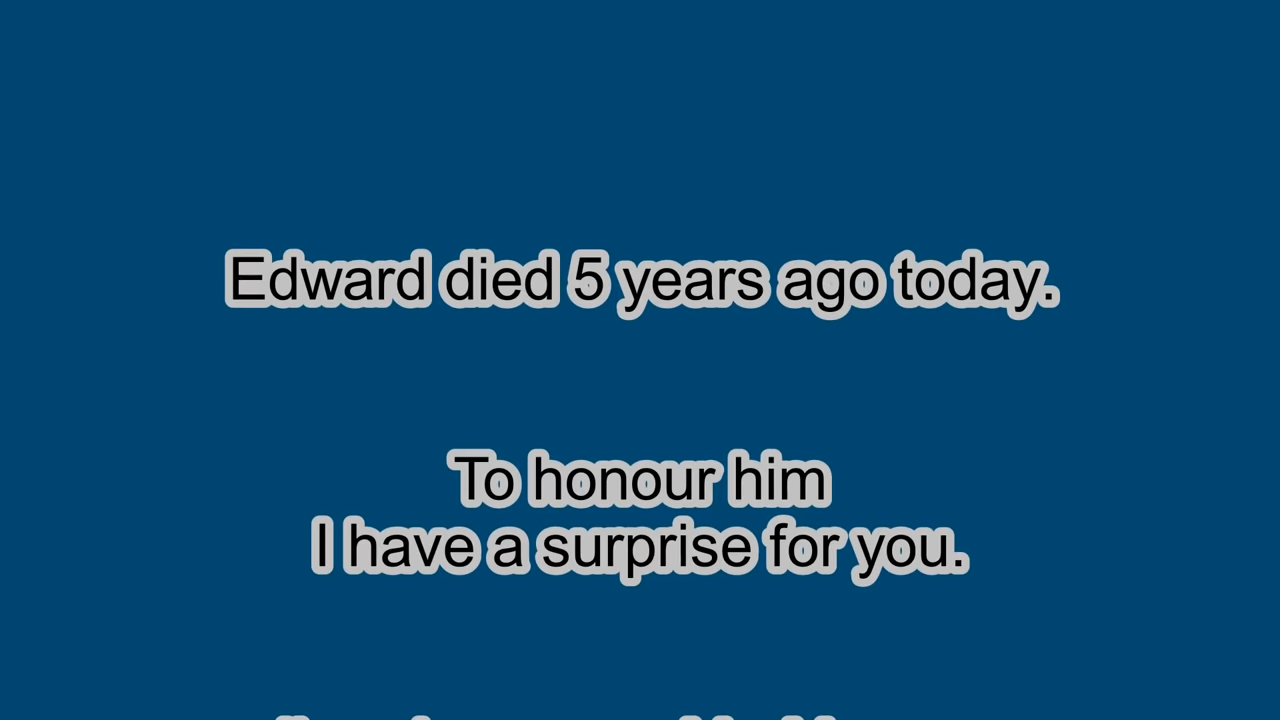 Edward died 5 years ago today.
To honour him
I have a surprise for you.